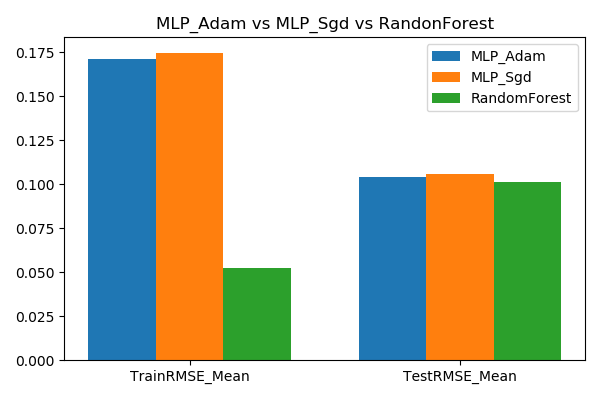 MLP_Adam vs MLP_Sgd vs RandonForest
MLP_Adam
MLP_Sgd
RandomForest
0.175
0.150
0.125
0.100
0.075
0.050
0.025
0.000
TrainRMSE_Mean
TestRMSE_Mean